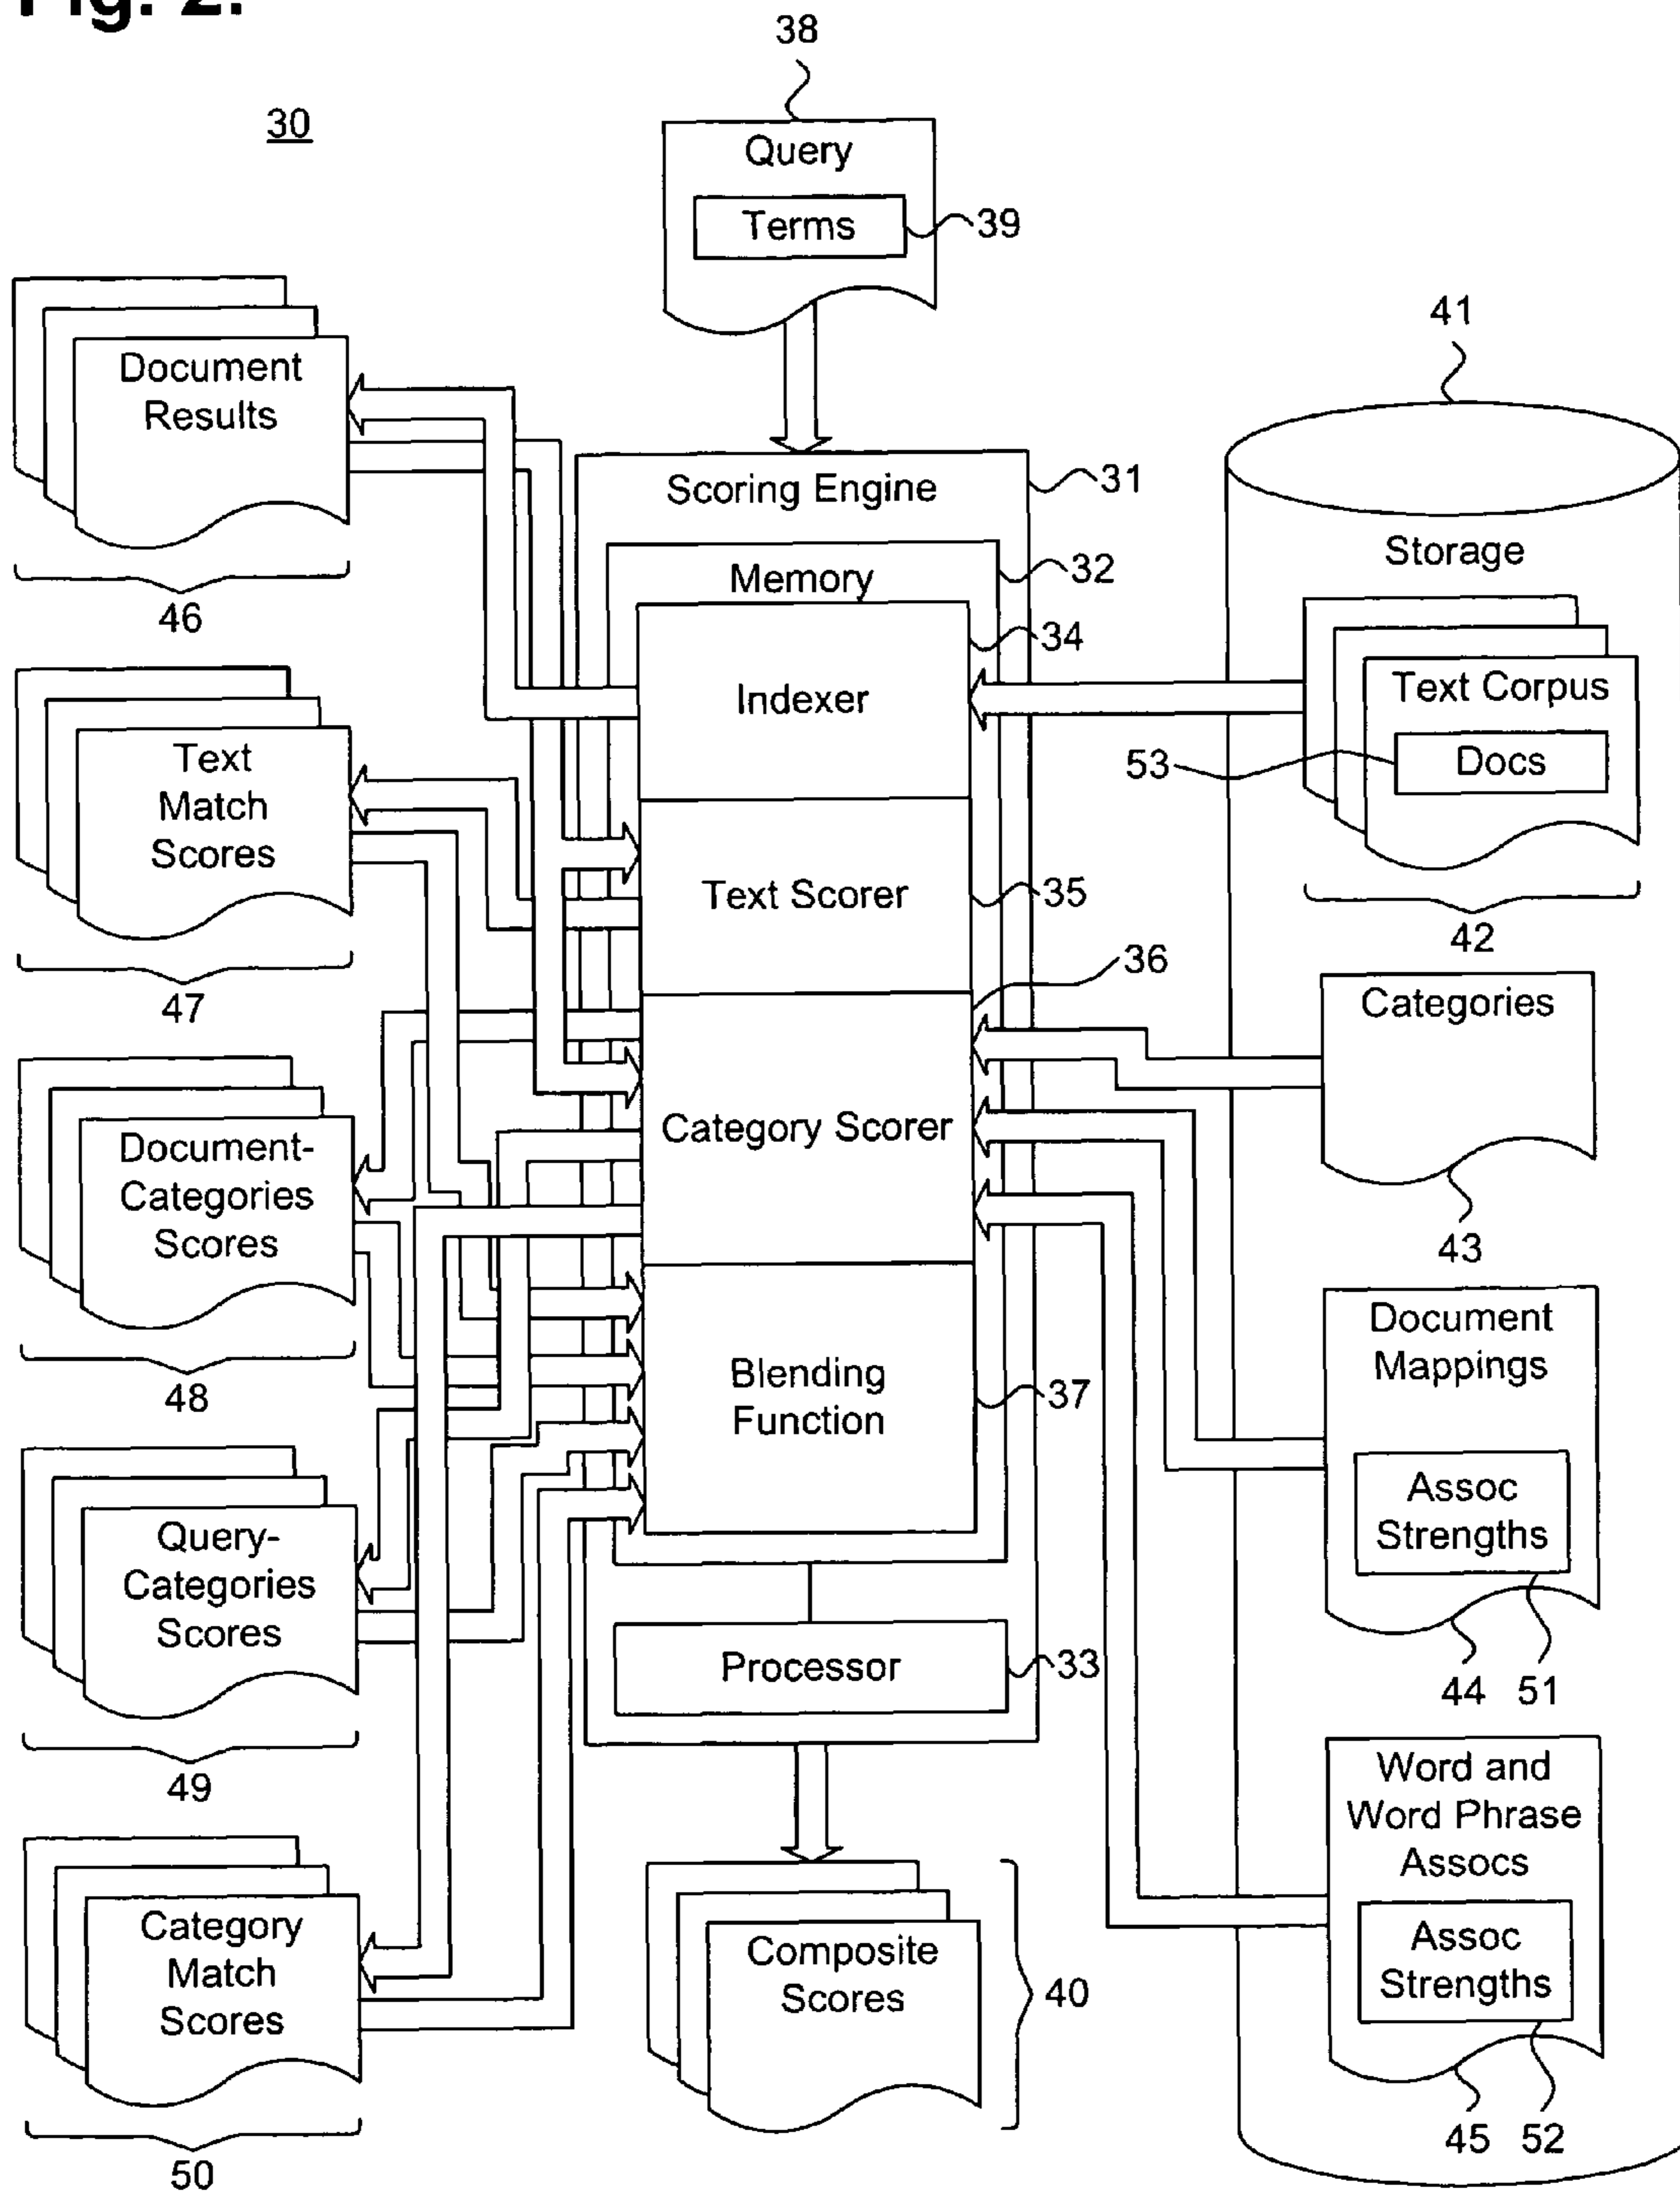 Fig. 2.
38
30
Query
Terms
39
41
Document
Results
46
Scoring Engine
31
Memory
32
34
Indexer
Storage
Text Corpus
53
Docs
42
Text
Match
Scores
47
Text Scorer
35
36
Categories
43
Document-
Categories
Scores
48
Category Scorer
Document
Mappings
Assoc
Strengths
44
51
Blending
Function
37
Query-
Categories
Scores
49
Processor
33
Word and
Word Phrase
Assocs
Assoc
Strengths
45
52
Category
Match
Scores
50
Composite
Scores
40